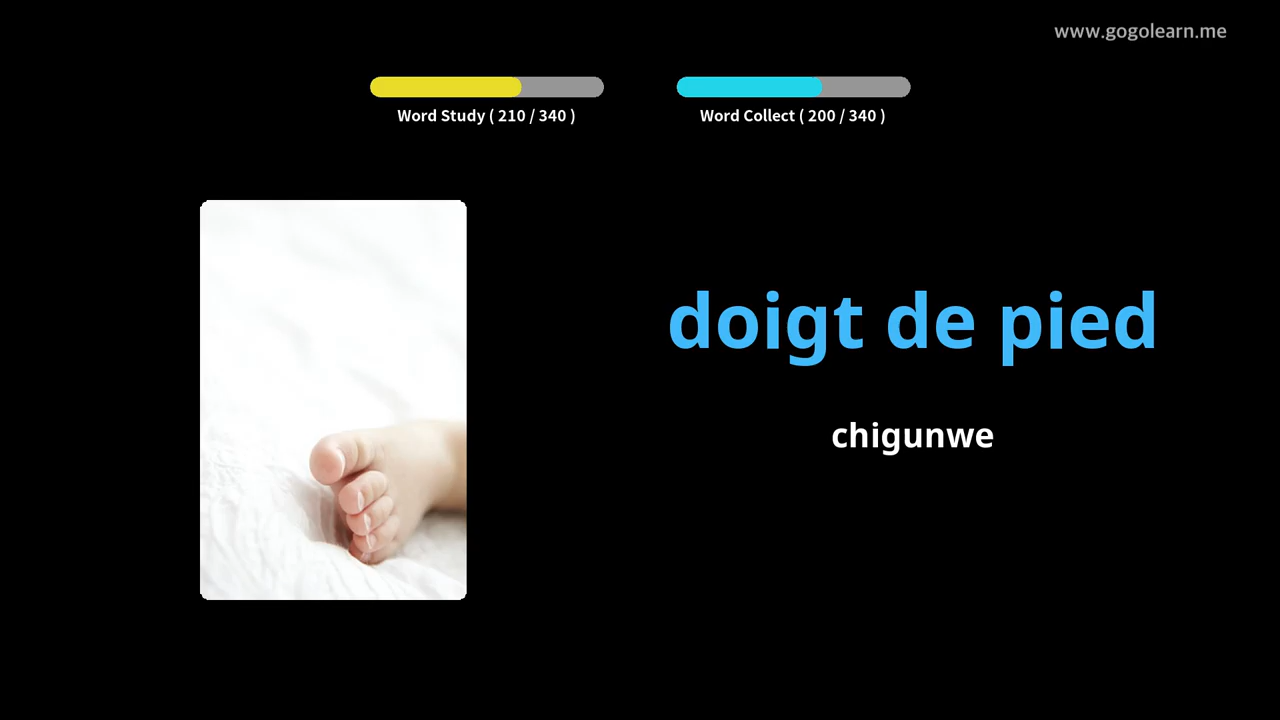 www.gogolearn.me
Word Study ( 210 / 340 )
Word Collect ( 200 / 340 )
doigt de pied
chigunwe